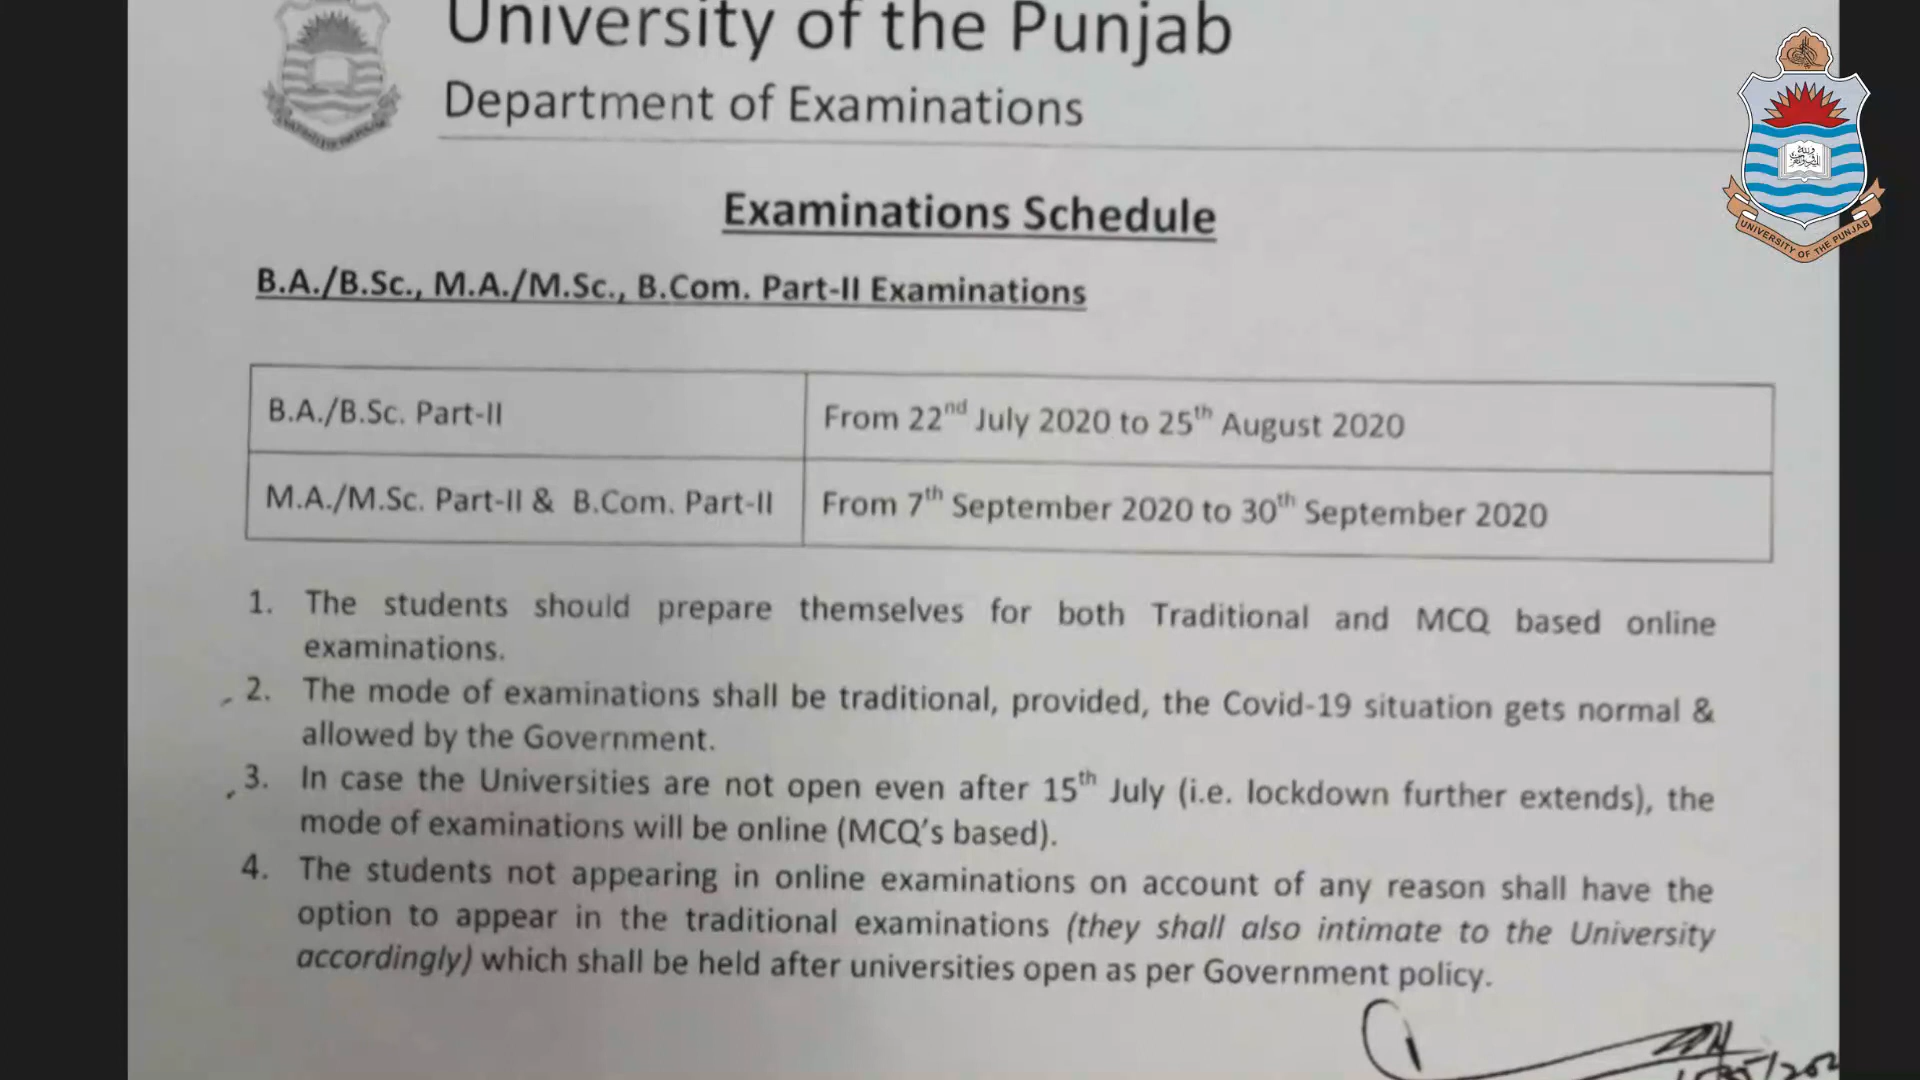 University of the Punjab
Department of Examinations
Examinations Schedule
B.A./B.Sc., M.A./M.Sc., B.Com. Part-II Examinations
B.A./B.Sc. Part-II
From 22nd July 2020 to 25th August 2020
M.A./M.Sc. Part-II & B.Com. Part-II
From 7th September 2020 to 30th September 2020
1. The students should prepare themselves for both Traditional and MCQ based online
examinations.
2. The mode of examinations shall be traditional, provided, the Covid-19 situation gets normal &
allowed by the Government.
3. In case the Universities are not open even after 15th July (i.e. lockdown further extends), the
mode of examinations will be online (MCQ's based).
4. The students not appearing in online examinations on account of any reason shall have the
option to appear in the traditional examinations (they shall also intimate to the University
accordingly) which shall be held after universities open as per Government policy.
UNIVERSITY OF THE PUNJAB